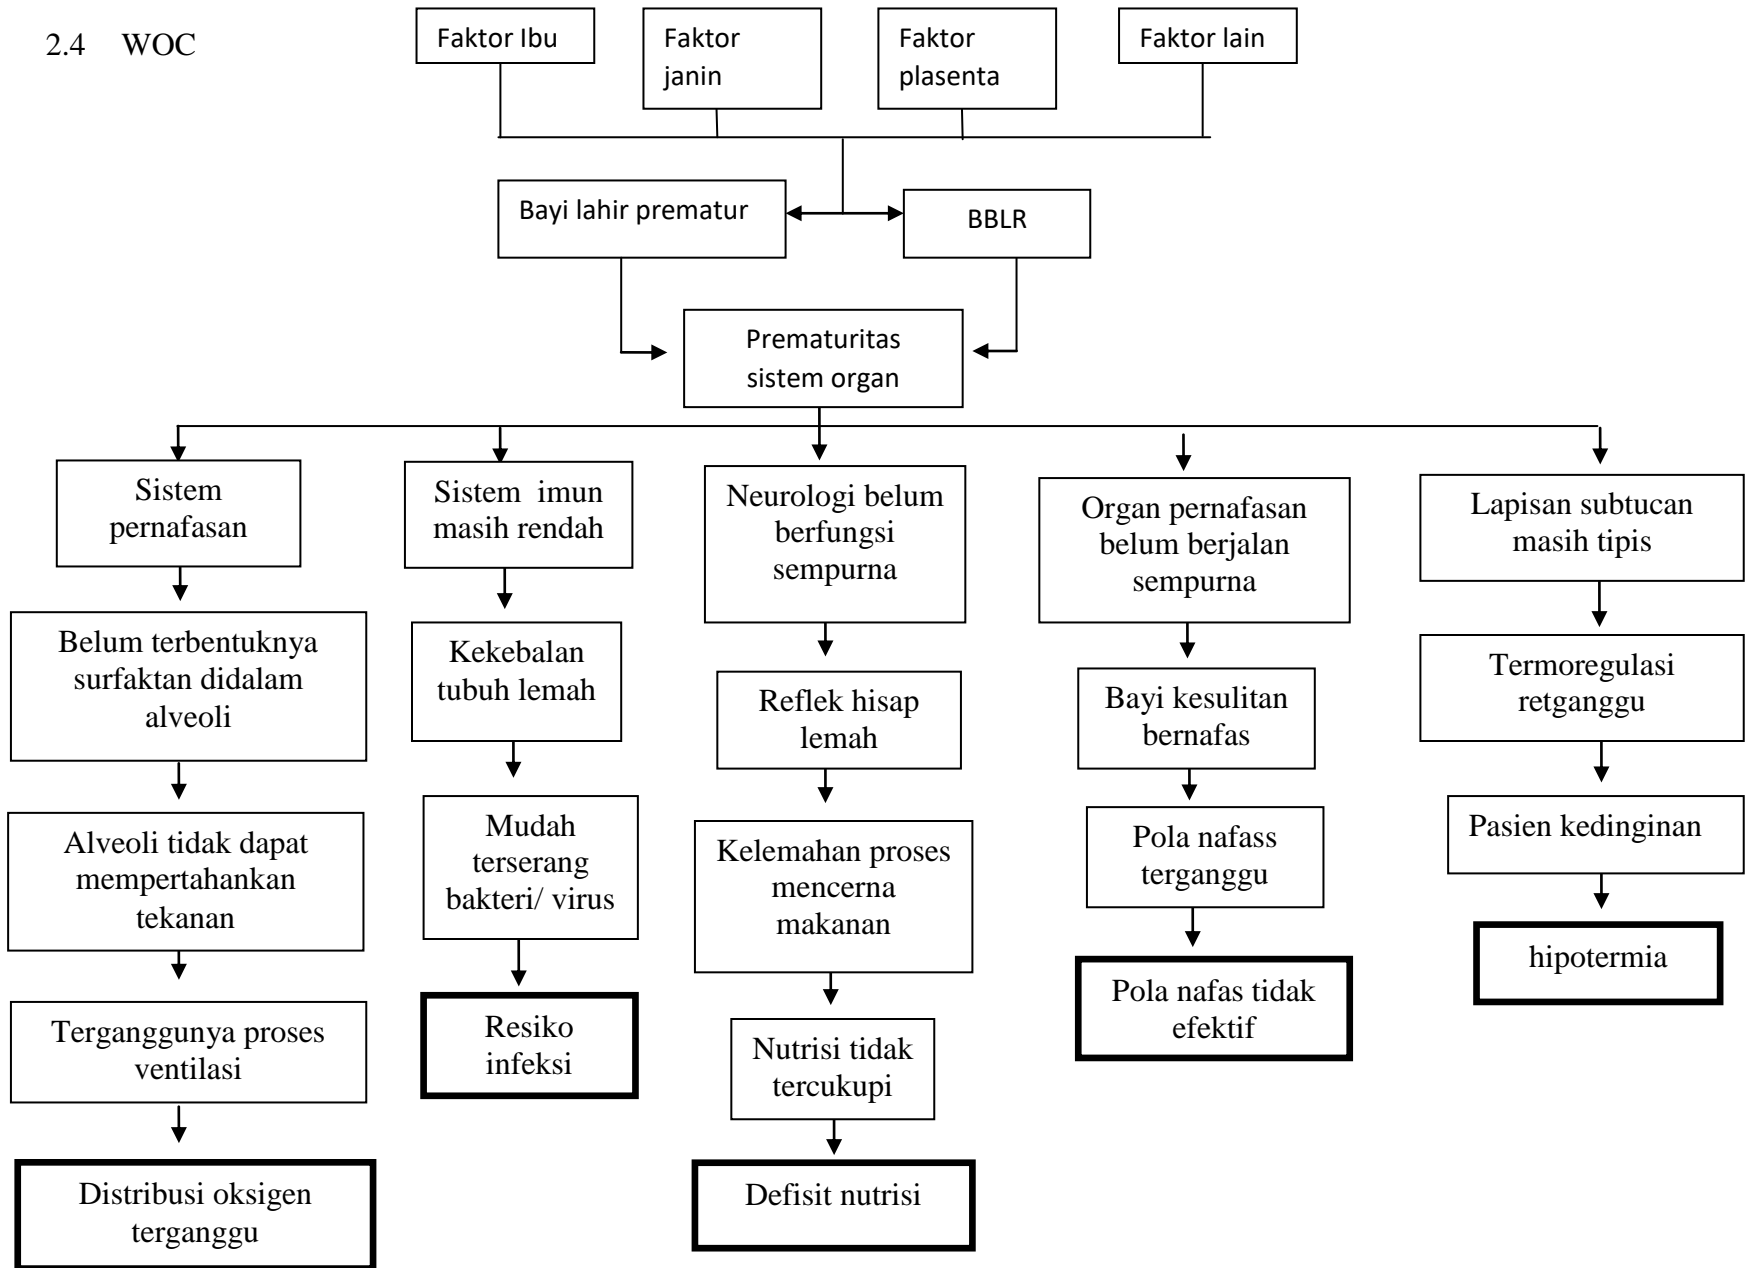 2.4 WOC
Faktor Ibu
Faktor
janin
Faktor
plasenta
Faktor lain
Bayi lahir prematur
BBLR
Prematuritas
sistem organ
Sistem
pernafasan
Belum terbentuknya
surfaktan didalam
alveoli
Alveoli tidak dapat
mempertahankan
tekanan
Terganggunya proses
ventilasi
Distribusi oksigen
terganggu
Sistem imun
masih rendah
Kekebalan
tubuh lemah
Mudah
terserang
bakteri/ virus
Resiko
infeksi
Neurologi belum
berfungsi
sempurna
Reflek hisap
lemah
Kelemahan proses
mencerna
makanan
Nutrisi tidak
tercukupi
Defisit nutrisi
Organ pernafasan
belum berjalan
sempurna
Bayi kesulitan
bernafas
Pola nafass
terganggu
Pola nafas tidak
efektif
Lapisan subtucan
masih tipis
Termoregulasi
retganggu
Pasien kedinginan
hipotermia